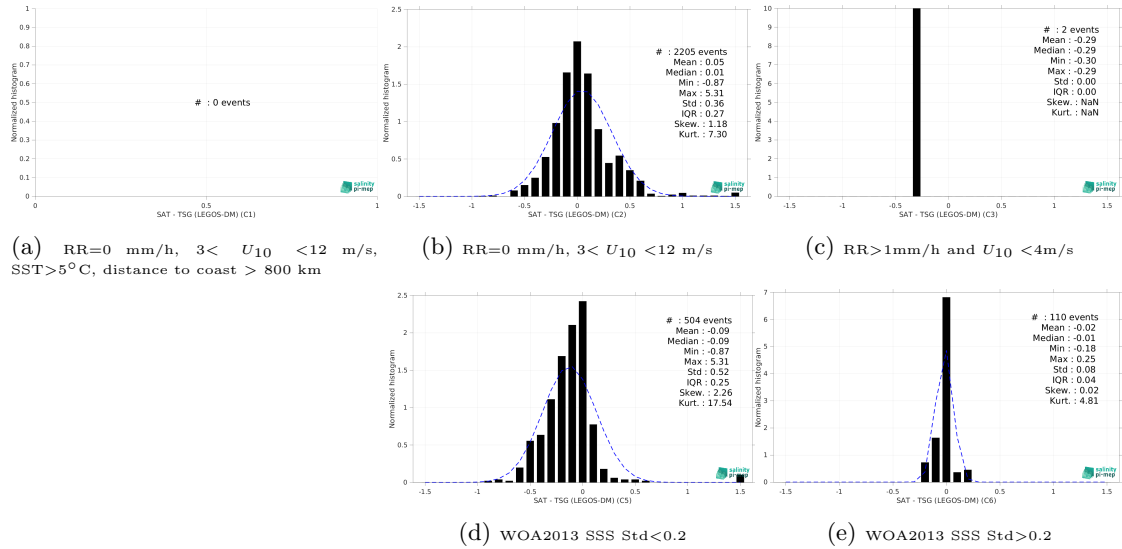 1
0.9
0.8
0.7
0.6
0.5
0.4
0.3
0.2
0.1
0
Normalized histogram
# : 0 events
salinity
pi-mep
0 0.5 1
SAT - TSG (LEGOS-DM) (C1)
(a) RR=0 mm/h, 3< U10 <12 m/s,
SST>5°C, distance to coast > 800 km
2.5
2
1.5
1
0.5
0
Normalized histogram
# : 2205 events
Mean : 0.05
Median : 0.01
Min : -0.87
Max : 5.31
Std : 0.36
IQR : 0.27
Skew. : 1.18
Kurt. : 7.30
salinity
pi-mep
-1.5 -1 -0.5 0 0.5 1 1.5
SAT - TSG (LEGOS-DM) (C2)
(b) RR=0 mm/h, 3< U10 <12 m/s
10
9
8
7
6
5
4
3
2
1
0
Normalized histogram
# : 2 events
Mean : -0.29
Median : -0.29
Min : -0.30
Max : -0.29
Std : 0.00
IQR : 0.00
Skew. : NaN
Kurt. : NaN
salinity
pi-mep
-1.5 -1 -0.5 0 0.5 1 1.5
SAT - TSG (LEGOS-DM) (C3)
(c) RR>1mm/h and U10 <4m/s
2.5
2
1.5
1
0.5
0
Normalized histogram
# : 504 events
Mean : -0.09
Median : -0.09
Min : -0.87
Max : 5.31
Std : 0.52
IQR : 0.25
Skew. : 2.26
Kurt. : 17.54
salinity
pi-mep
-1.5 -1 -0.5 0 0.5 1 1.5
SAT - TSG (LEGOS-DM) (C5)
(d) WOA2013 SSS Std<0.2
7
6
5
4
3
2
1
0
Normalized histogram
# : 110 events
Mean : -0.02
Median : -0.01
Min : -0.18
Max : 0.25
Std : 0.08
IQR : 0.04
Skew. : 0.02
Kurt. : 4.81
salinity
pi-mep
-1.5 -1 -0.5 0 0.5 1 1.5
SAT - TSG (LEGOS-DM) (C6)
(e) WOA2013 SSS Std>0.2